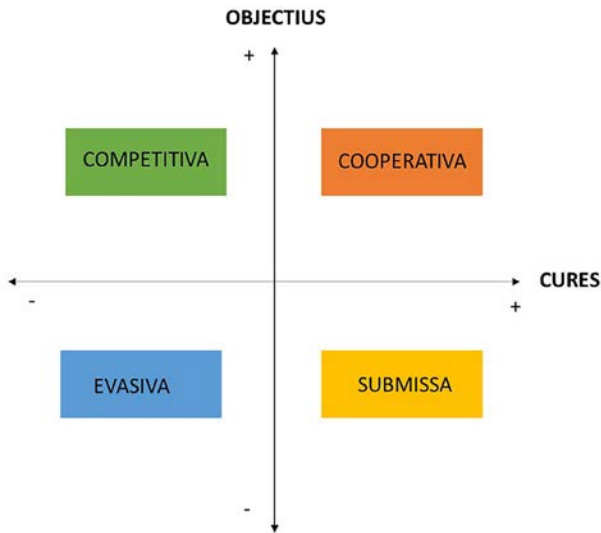 OBJECTIUS
+
COMPETITIVA
COOPERATIVA
CURES
-
+
EVASIVA
SUBMISSA
-